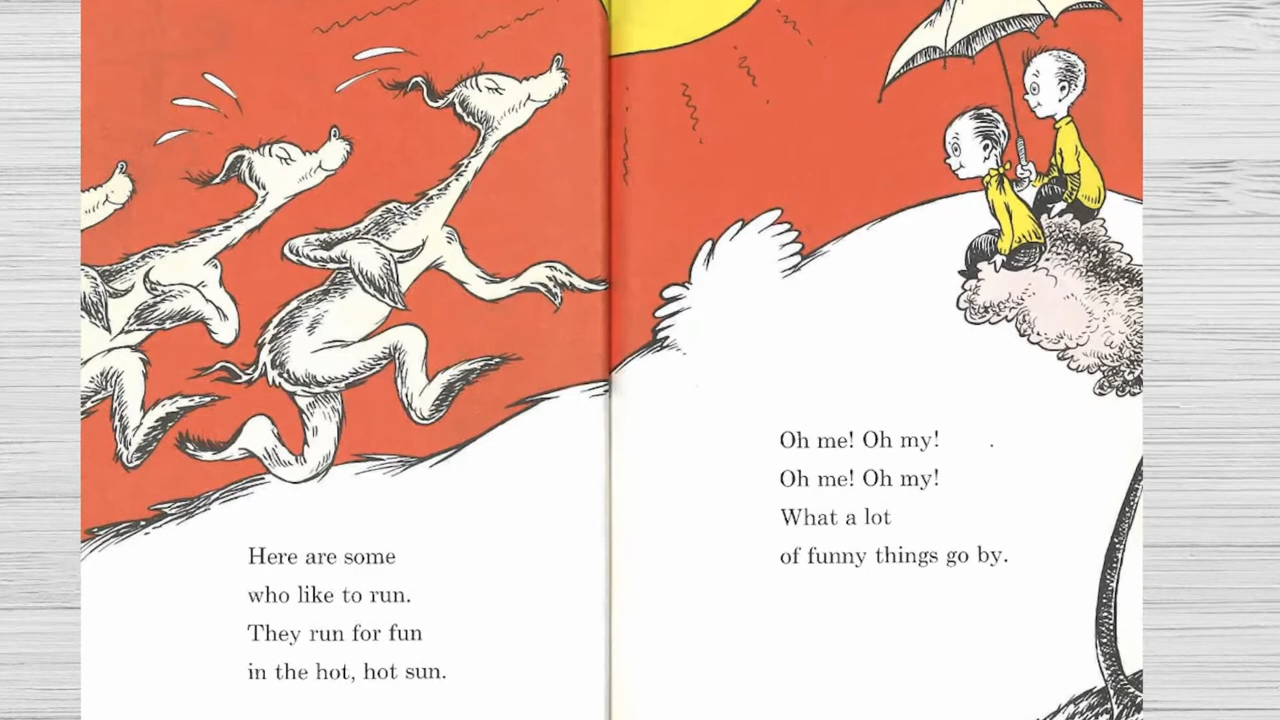 Here are some
who like to run.
They run for fun
in the hot, hot sun.
Oh me! Oh my!
Oh me! Oh my!
What a lot
of funny things go by.